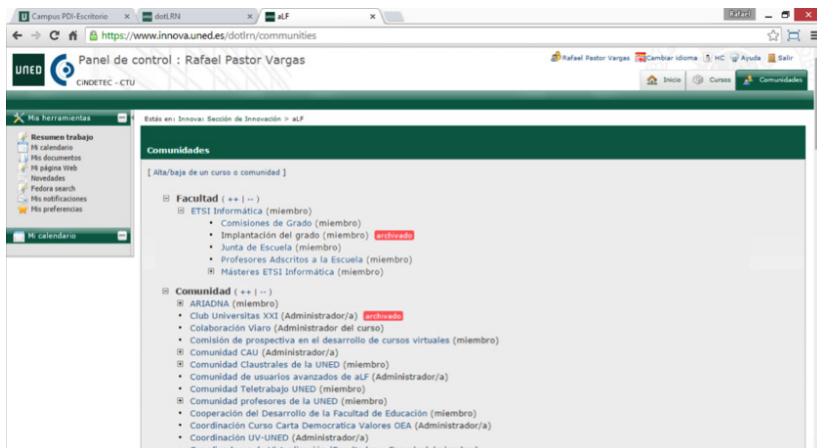 Campus PDI-Escritorio
dotLRN
aLF
Rafael
https://www.innova.uned.es/dotlrn/communities
UNED
Panel de control : Rafael Pastor Vargas
CINDETEC - CTU
Rafael Pastor Vargas Cambiar idioma HC Ayuda Salir
Inicio Cursos Comunidades
Mis herramientas
Estás en: Innova: Sección de Innovación > aLF
Resumen trabajo
Mi calendario
Mis documentos
Mi página Web
Novedades
Fedora search
Mis notificaciones
Mis preferencias
Mi calendario
Comunidades
[ Alta/baja de un curso o comunidad ]
Facultad ( ++ | -- )
ETSI Informática (miembro)
Comisiones de Grado (miembro)
Implantación del grado (miembro) archivado
Junta de Escuela (miembro)
Profesores Adscritos a la Escuela (miembro)
Másteres ETSI Informática (miembro)
Comunidad ( ++ | -- )
ARIADNA (miembro)
Club Universitas XXI (Administrador/a) archivado
Colaboración Viaro (Administrador del curso)
Comisión de prospectiva en el desarrollo de cursos virtuales (miembro)
Comunidad CAU (Administrador/a)
Comunidad Claustrales de la UNED (miembro)
Comunidad de usuarios avanzados de aLF (Administrador/a)
Comunidad Teletrabajo UNED (miembro)
Comunidad profesores de la UNED (miembro)
Cooperación del Desarrollo de la Facultad de Educación (miembro)
Coordinación Curso Carta Democratica Valores OEA (Administrador/a)
Coordinación UV-UNED (Administrador/a)